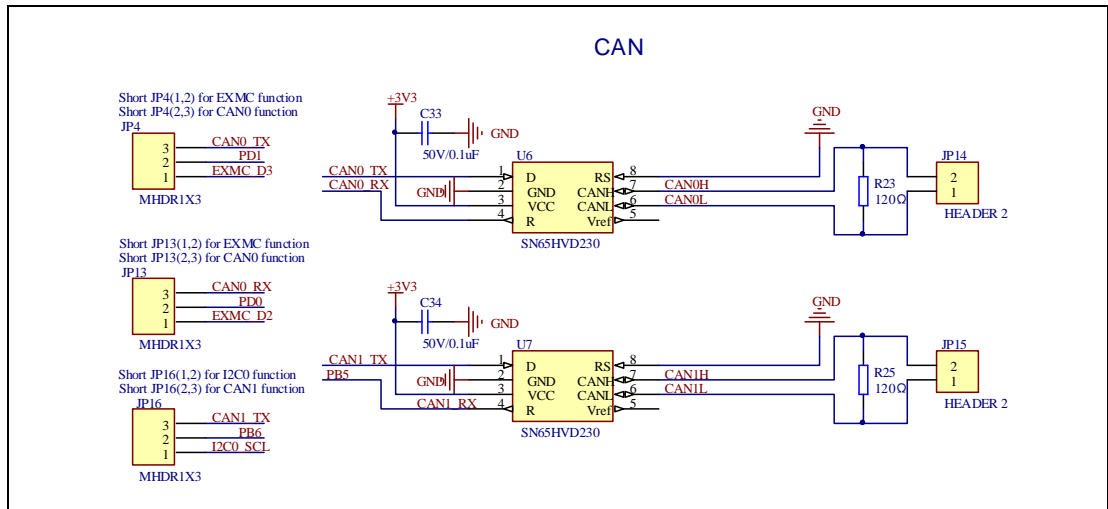 CAN
Short JP4(1,2) for EXMC function
Short JP4(2,3) for CAN0 function
JP4
3 CAN0_TX
2 PD1
1 EXMC_D3
MHDR1X3
+3V3
C33
GND
50V/0.1uF
U6
CAN0_TX 1 D RS 8
CAN0_RX GND 2 GND CANH 7 CAN0H
3 VCC CANL 6 CAN0L
4 R Vref 5
SN65HVD230
GND
R23
120Ω
JP14
2
1
HEADER 2
Short JP13(1,2) for EXMC function
Short JP13(2,3) for CAN0 function
JP13
3 CAN0_RX
2 PD0
1 EXMC_D2
MHDR1X3
+3V3
C34
GND
50V/0.1uF
U7
CAN1_TX 1 D RS 8
PB5 GND 2 GND CANH 7 CAN1H
3 VCC CANL 6 CAN1L
CAN1_RX 4 R Vref 5
SN65HVD230
GND
R25
120Ω
JP15
2
1
HEADER 2
Short JP16(1,2) for I2C0 function
Short JP16(2,3) for CAN1 function
JP16
3 CAN1_TX
2 PB6
1 I2C0_SCL
MHDR1X3